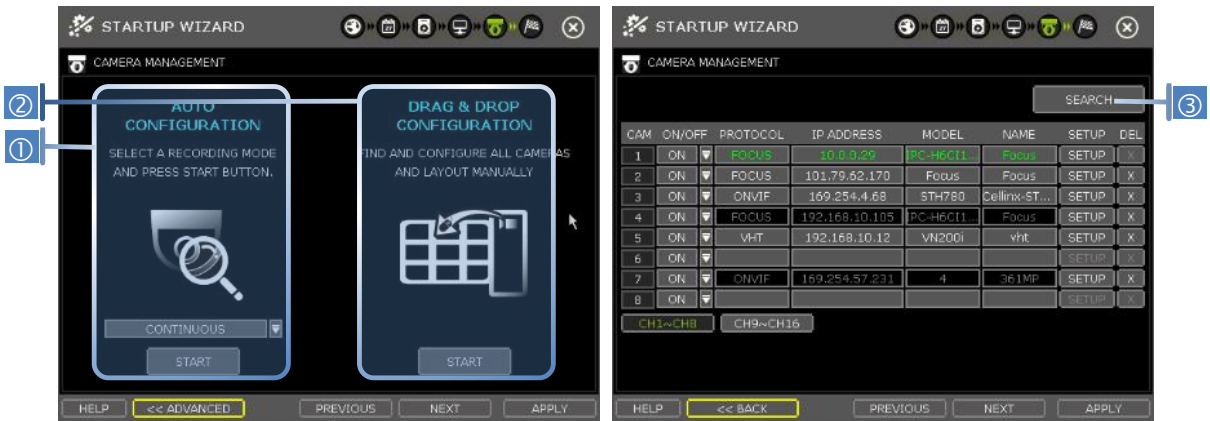 STARTUP WIZARD
CAMERA MANAGEMENT
②
①
AUTO
CONFIGURATION
SELECT A RECORDING MODE
AND PRESS START BUTTON.
CONTINUOUS
START
DRAG & DROP
CONFIGURATION
FIND AND CONFIGURE ALL CAMERAS
AND LAYOUT MANUALLY
START
HELP << ADVANCED PREVIOUS NEXT APPLY
STARTUP WIZARD
CAMERA MANAGEMENT
SEARCH
③
CAM ON/OFF PROTOCOL IP ADDRESS MODEL NAME SETUP DEL
1 ON FOCUS 10.0.0.29 IPC-H6CI1... Focus SETUP X
2 ON FOCUS 101.79.62.170 Focus Focus SETUP X
3 ON ONVIF 169.254.4.68 STH780 Cellinx-ST... SETUP X
4 ON FOCUS 192.168.10.105 IPC-H6CI1... Focus SETUP X
5 ON VHT 192.168.10.12 VN200i vht SETUP X
6 ON SETUP X
7 ON ONVIF 169.254.57.231 4 361MP SETUP X
8 ON SETUP X
CH1~CH8 CH9~CH16
HELP << BACK PREVIOUS NEXT APPLY